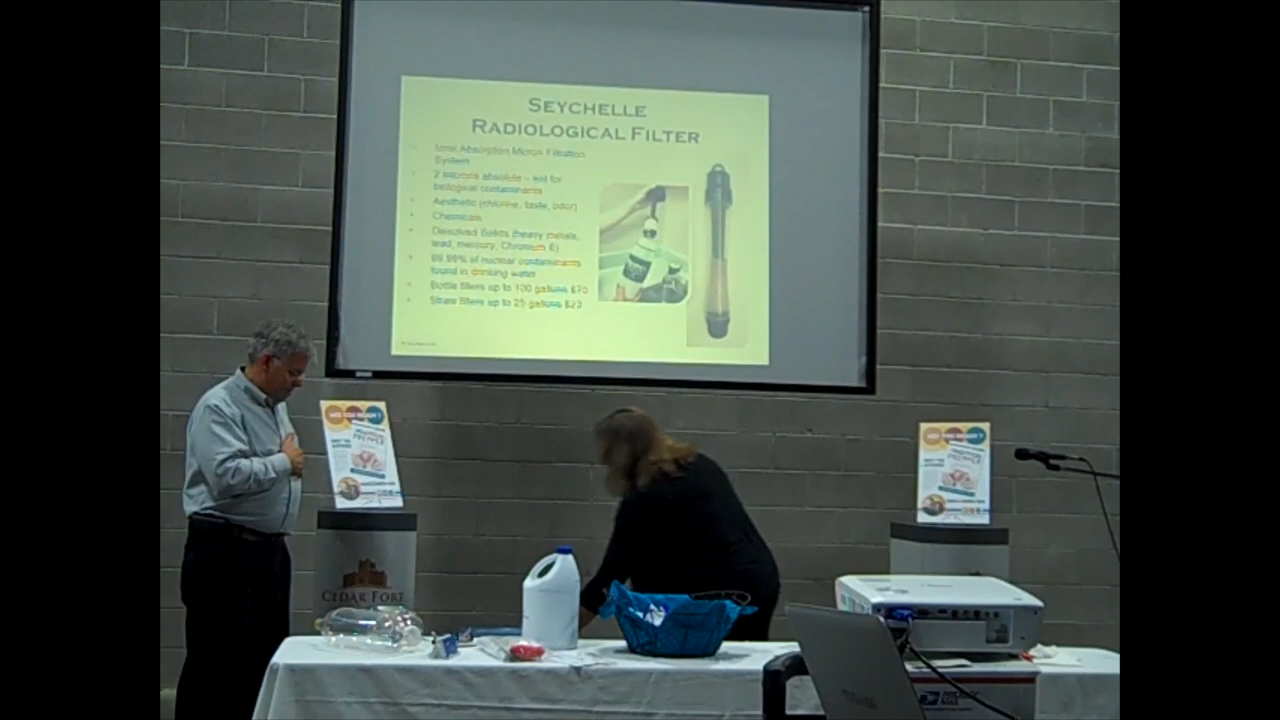 SEYCHELLE
RADIOLOGICAL FILTER
Ionic Absorption Micron Filtration
System
2 microns absolute – for
biological contaminants
Aesthetic (chlorine, taste, odor)
Chemicals
Dissolved Solids (heavy metals,
lead, mercury, Chromium 6)
99.99% of nuclear contaminants
found in drinking water
Bottle filters up to 100 gallons $70
Straw filters up to 25 gallons $23
CEDAR FORT